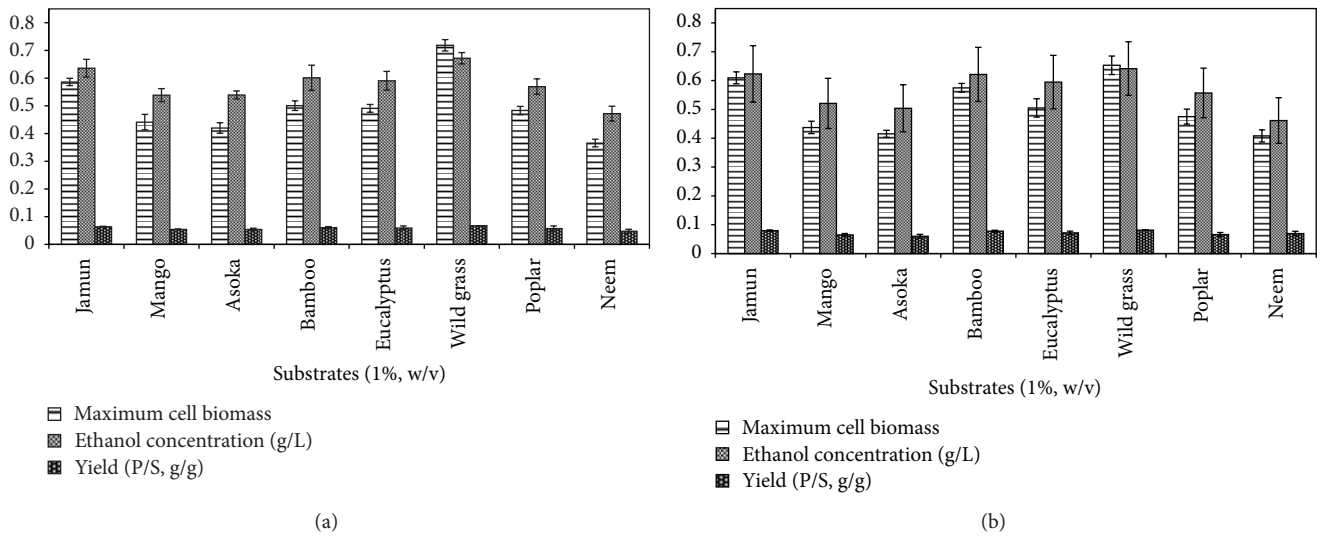 0.8
0.7
0.6
0.5
0.4
0.3
0.2
0.1
0
Jamun
Mango
Asoka
Bamboo
Eucalyptus
Wild grass
Poplar
Neem
Substrates (1%, w/v)
Maximum cell biomass
Ethanol concentration (g/L)
Yield (P/S, g/g)
(a)
0.8
0.7
0.6
0.5
0.4
0.3
0.2
0.1
0
Jamun
Mango
Asoka
Bamboo
Eucalyptus
Wild grass
Poplar
Neem
Substrates (1%, w/v)
Maximum cell biomass
Ethanol concentration (g/L)
Yield (P/S, g/g)
(b)